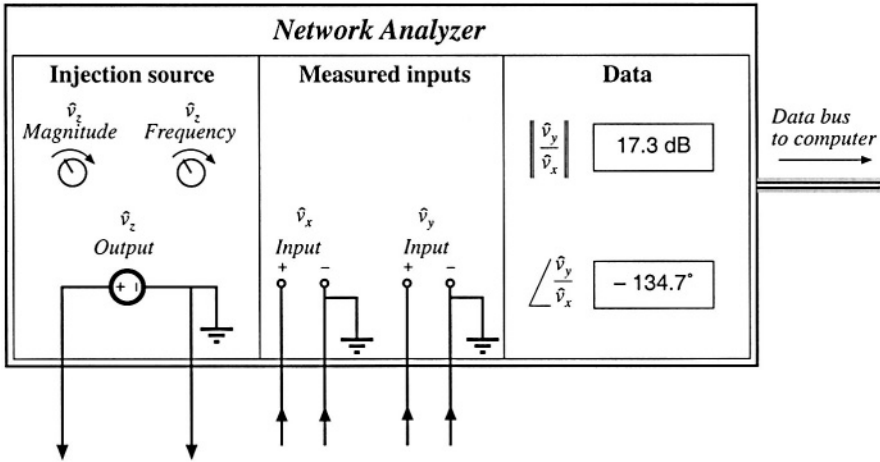 Network Analyzer
Injection source
v̂z
Magnitude
v̂z
Frequency
v̂z
Output
+ −
Measured inputs
v̂x
Input
+ −
v̂y
Input
+ −
Data
‖v̂y/v̂x‖
17.3 dB
∠v̂y/v̂x
– 134.7˚
Data bus
to computer